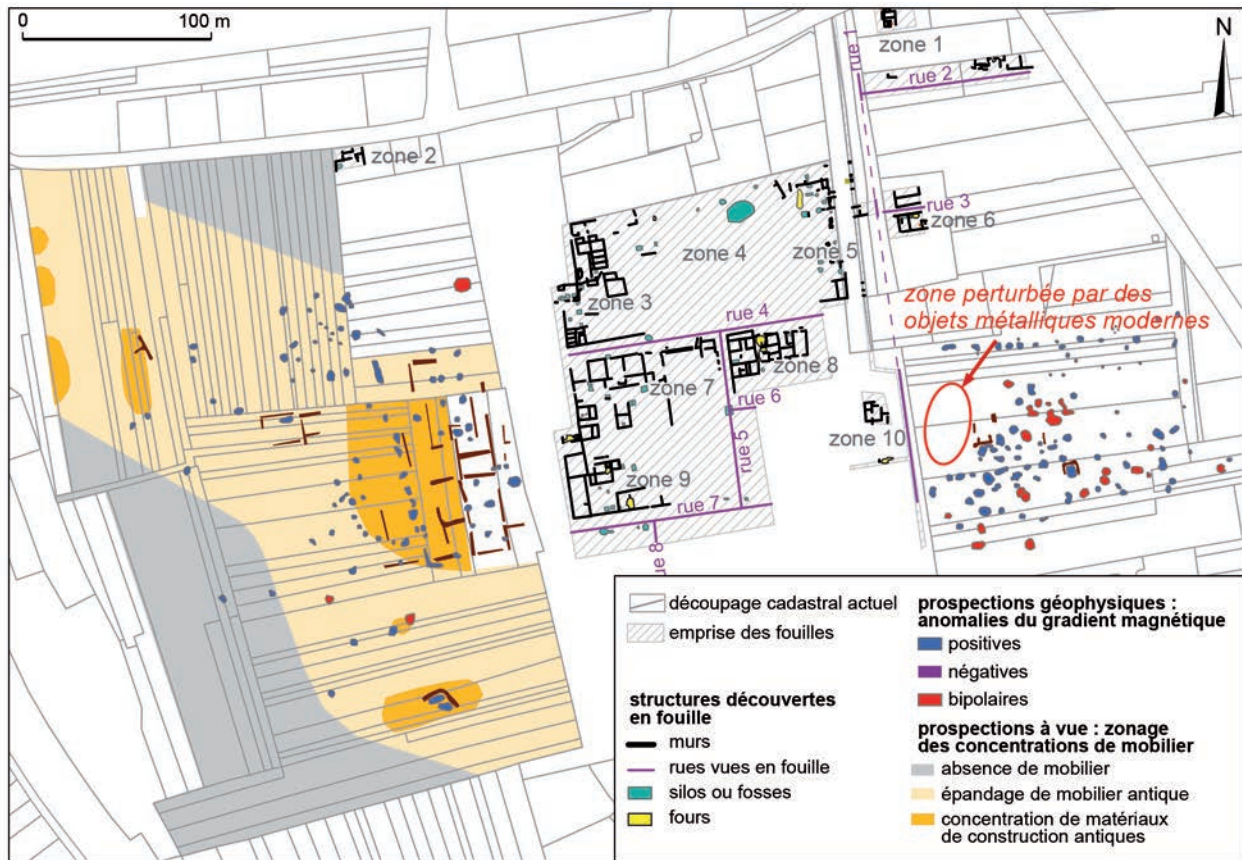 0
100 m
N
zone 1
rue 1
rue 2
zone 2
rue 3
zone 6
zone 4
zone 5
zone 3
zone perturbée par des
objets métalliques modernes
rue 4
zone 7
zone 8
rue 6
rue 5
zone 10
zone 9
rue 7
rue 8
découpage cadastral actuel
emprise des fouilles
structures découvertes
en fouille
murs
rues vues en fouille
silos ou fosses
fours
prospections géophysiques :
anomalies du gradient magnétique
positives
négatives
bipolaires
prospections à vue : zonage
des concentrations de mobilier
absence de mobilier
épandage de mobilier antique
concentration de matériaux
de construction antiques